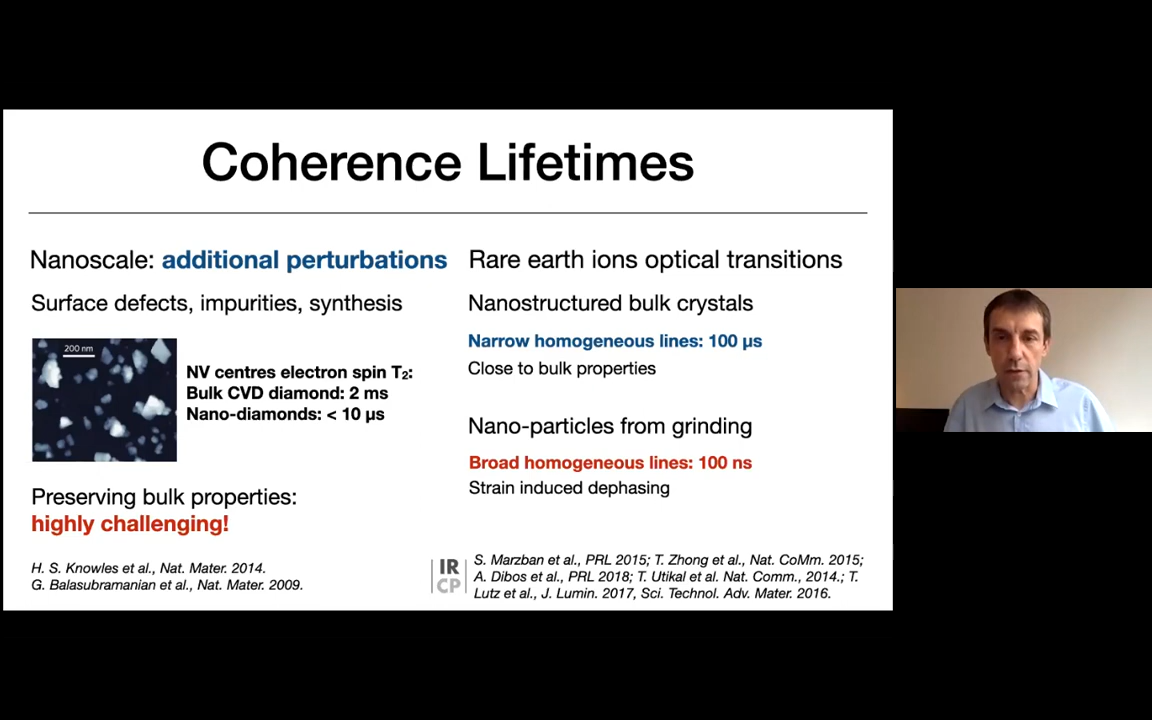 Coherence Lifetimes
Nanoscale: additional perturbations
Surface defects, impurities, synthesis
200 nm
NV centres electron spin T₂:
Bulk CVD diamond: 2 ms
Nano-diamonds: < 10 µs
Preserving bulk properties:
highly challenging!
H. S. Knowles et al., Nat. Mater. 2014.
G. Balasubramanian et al., Nat. Mater. 2009.
Rare earth ions optical transitions
Nanostructured bulk crystals
Narrow homogeneous lines: 100 µs
Close to bulk properties
Nano-particles from grinding
Broad homogeneous lines: 100 ns
Strain induced dephasing
IR
CP
S. Marzban et al., PRL 2015; T. Zhong et al., Nat. CoMm. 2015;
A. Dibos et al., PRL 2018; T. Utikal et al. Nat. Comm., 2014.; T.
Lutz et al., J. Lumin. 2017, Sci. Technol. Adv. Mater. 2016.